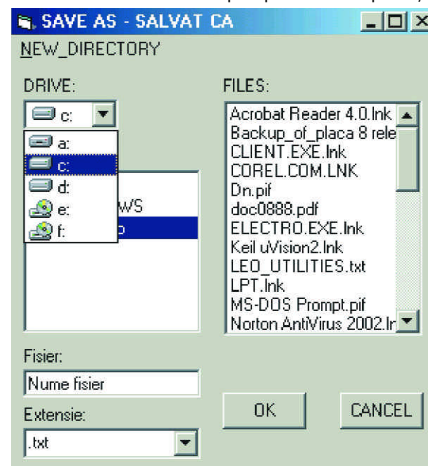 SAVE AS - SALVAT CA
NEW_DIRECTORY
DRIVE:
c:
a:
c:
d:
e:
f:
WS
FILES:
Acrobat Reader 4.0.lnk
Backup_of_placa 8 rele
CLIENT.EXE.lnk
COREL.COM.LNK
Dn.pif
doc0888.pdf
ELECTRO.EXE.lnk
Keil uVision2.lnk
LEO_UTILITIES.txt
LPT.lnk
MS-DOS Prompt.pif
Norton AntiVirus 2002.lr
Fisier:
Nume fisier
Extensie:
.txt
OK
CANCEL